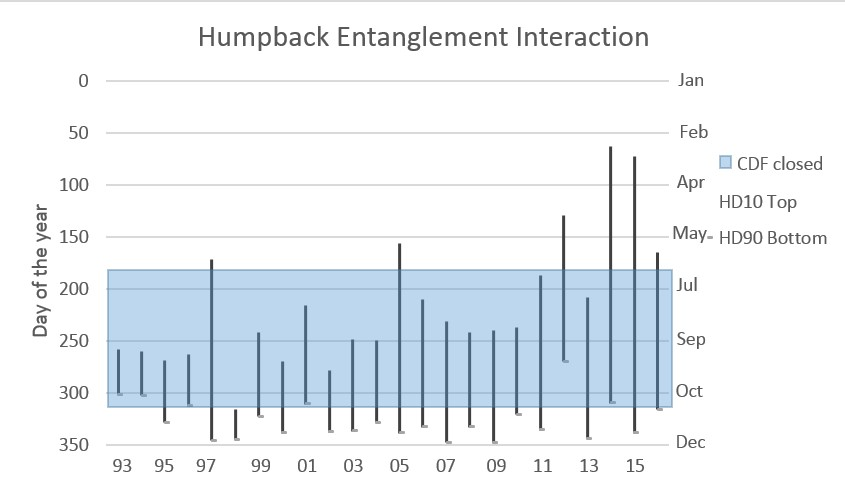 Humpback Entanglement Interaction
Day of the year
0
50
100
150
200
250
300
350
Jan
Feb
Apr
May
Jul
Sep
Oct
Dec
93 95 97 99 01 03 05 07 09 11 13 15
CDF closed
HD10 Top
HD90 Bottom